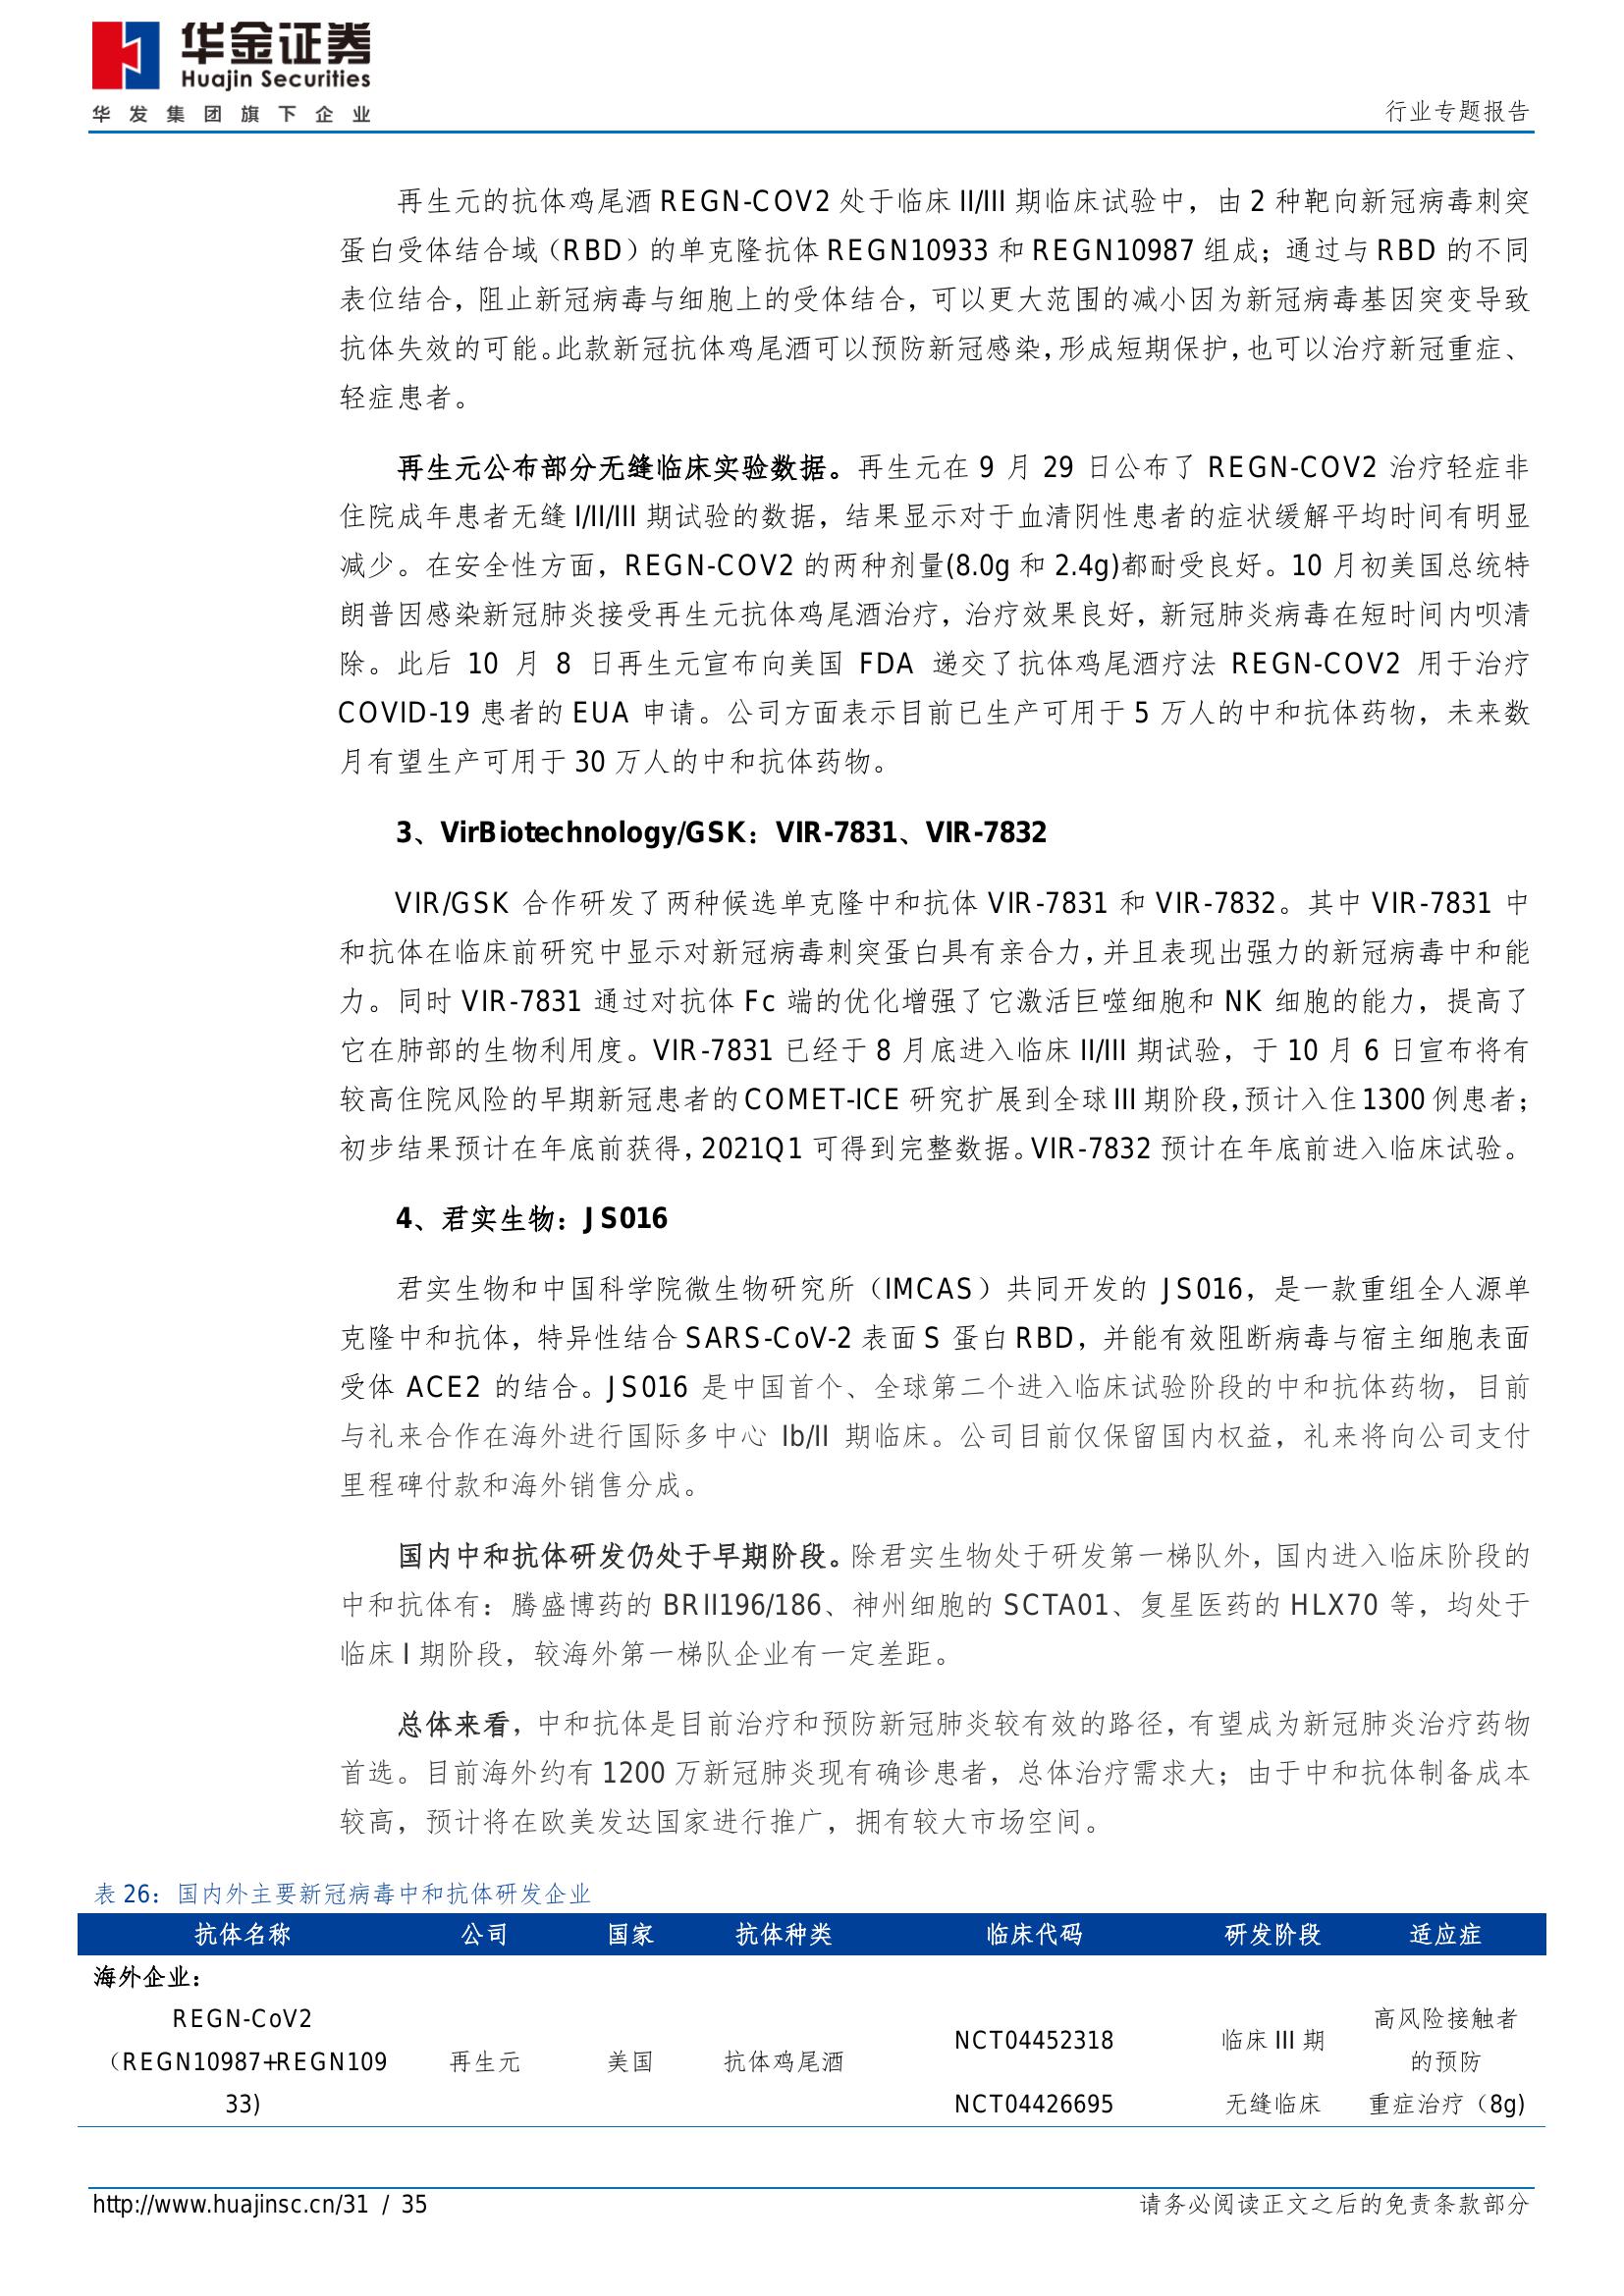 华金证券
Huajin Securities
华发集团旗下企业
行业专题报告
再生元的抗体鸡尾酒 REGN-COV2 处于临床 II/III 期临床试验中，由 2 种靶向新冠病毒刺突
蛋白受体结合域（RBD）的单克隆抗体 REGN10933 和 REGN10987 组成；通过与 RBD 的不同
表位结合，阻止新冠病毒与细胞上的受体结合，可以更大范围的减小因为新冠病毒基因突变导致
抗体失效的可能。此款新冠抗体鸡尾酒可以预防新冠感染，形成短期保护，也可以治疗新冠重症、
轻症患者。
再生元公布部分无缝临床实验数据。再生元在 9 月 29 日公布了 REGN-COV2 治疗轻症非
住院成年患者无缝 I/II/III 期试验的数据，结果显示对于血清阴性患者的症状缓解平均时间有明显
减少。在安全性方面，REGN-COV2 的两种剂量(8.0g 和 2.4g)都耐受良好。10 月初美国总统特
朗普因感染新冠肺炎接受再生元抗体鸡尾酒治疗，治疗效果良好，新冠肺炎病毒在短时间内呗清
除。此后 10 月 8 日再生元宣布向美国 FDA 递交了抗体鸡尾酒疗法 REGN-COV2 用于治疗
COVID-19 患者的 EUA 申请。公司方面表示目前已生产可用于 5 万人的中和抗体药物，未来数
月有望生产可用于 30 万人的中和抗体药物。
3、VirBiotechnology/GSK：VIR-7831、VIR-7832
VIR/GSK 合作研发了两种候选单克隆中和抗体 VIR-7831 和 VIR-7832。其中 VIR-7831 中
和抗体在临床前研究中显示对新冠病毒刺突蛋白具有亲合力，并且表现出强力的新冠病毒中和能
力。同时 VIR-7831 通过对抗体 Fc 端的优化增强了它激活巨噬细胞和 NK 细胞的能力，提高了
它在肺部的生物利用度。VIR-7831 已经于 8 月底进入临床 II/III 期试验，于 10 月 6 日宣布将有
较高住院风险的早期新冠患者的 COMET-ICE 研究扩展到全球 III 期阶段，预计入住 1300 例患者；
初步结果预计在年底前获得，2021Q1 可得到完整数据。VIR-7832 预计在年底前进入临床试验。
4、君实生物：JS016
君实生物和中国科学院微生物研究所（IMCAS）共同开发的 JS016，是一款重组全人源单
克隆中和抗体，特异性结合 SARS-CoV-2 表面 S 蛋白 RBD，并能有效阻断病毒与宿主细胞表面
受体 ACE2 的结合。JS016 是中国首个、全球第二个进入临床试验阶段的中和抗体药物，目前
与礼来合作在海外进行国际多中心 Ib/II 期临床。公司目前仅保留国内权益，礼来将向公司支付
里程碑付款和海外销售分成。
国内中和抗体研发仍处于早期阶段。除君实生物处于研发第一梯队外，国内进入临床阶段的
中和抗体有：腾盛博药的 BRII196/186、神州细胞的 SCTA01、复星医药的 HLX70 等，均处于
临床 I 期阶段，较海外第一梯队企业有一定差距。
总体来看，中和抗体是目前治疗和预防新冠肺炎较有效的路径，有望成为新冠肺炎治疗药物
首选。目前海外约有 1200 万新冠肺炎现有确诊患者，总体治疗需求大；由于中和抗体制备成本
较高，预计将在欧美发达国家进行推广，拥有较大市场空间。
表 26：国内外主要新冠病毒中和抗体研发企业
抗体名称 公司 国家 抗体种类 临床代码 研发阶段 适应症
海外企业：
REGN-CoV2
（REGN10987+REGN109
33)
再生元 美国 抗体鸡尾酒
NCT04452318 临床 III 期 高风险接触者
的预防
NCT04426695 无缝临床 重症治疗（8g)
http://www.huajinsc.cn/31 / 35
请务必阅读正文之后的免责条款部分